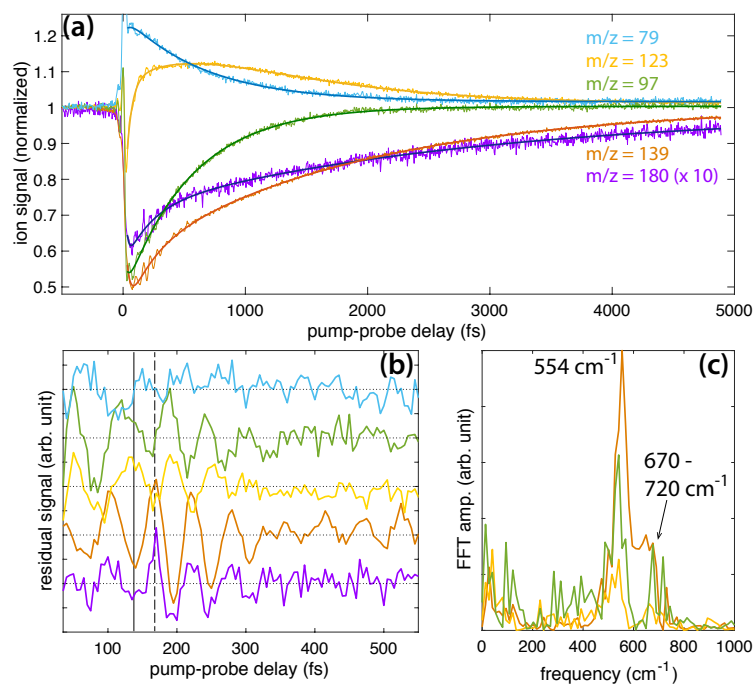 (a)
1.2
1.1
1
0.9
0.8
0.7
0.6
0.5
ion signal (normalized)
m/z = 79
m/z = 123
m/z = 97
m/z = 139
m/z = 180 (x 10)
0 1000 2000 3000 4000 5000
pump-probe delay (fs)
(b)
residual signal (arb. unit)
100 200 300 400 500
pump-probe delay (fs)
(c)
554 cm⁻¹
670 -
720 cm⁻¹
FFT amp. (arb. unit)
0 200 400 600 800 1000
frequency (cm⁻¹)